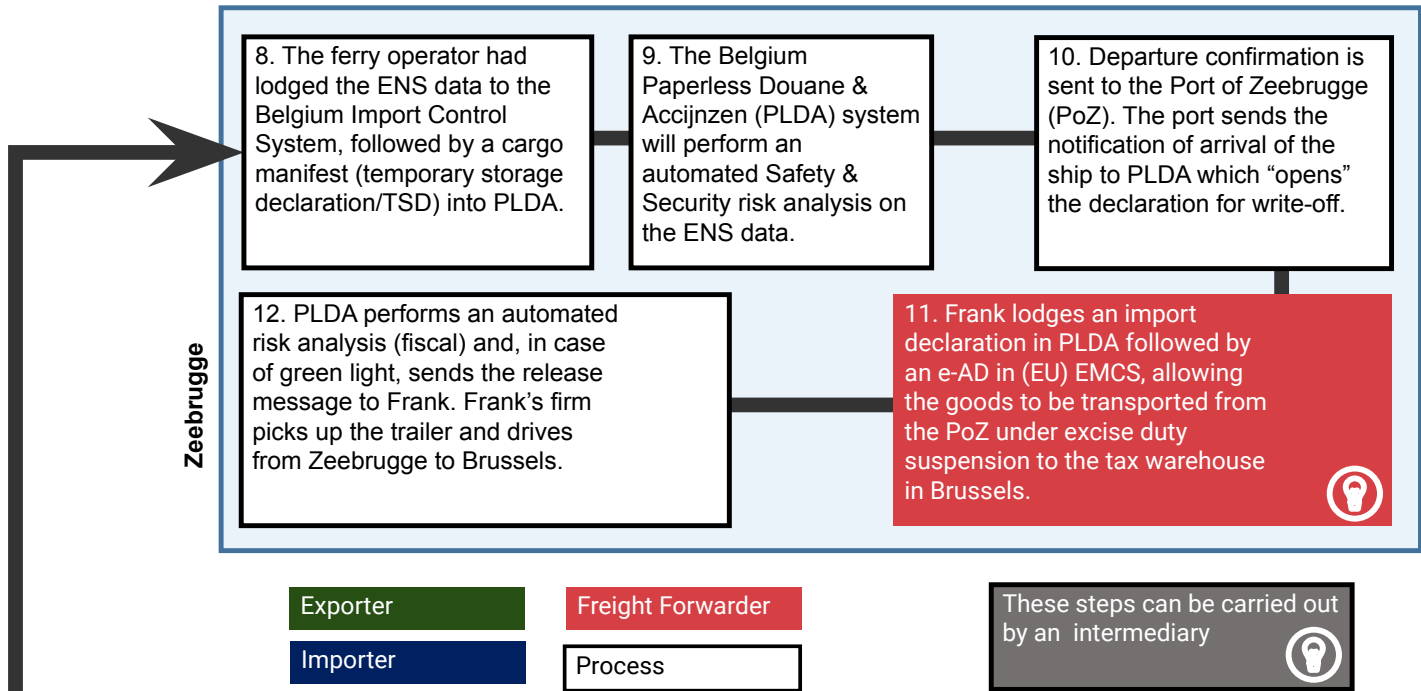 8. The ferry operator had
lodged the ENS data to the
Belgium Import Control
System, followed by a cargo
manifest (temporary storage
declaration/TSD) into PLDA.
9. The Belgium
Paperless Douane &
Accijnzen (PLDA) system
will perform an
automated Safety &
Security risk analysis on
the ENS data.
10. Departure confirmation is
sent to the Port of Zeebrugge
(PoZ). The port sends the
notification of arrival of the
ship to PLDA which “opens”
the declaration for write-off.
11. Frank lodges an import
declaration in PLDA followed by
an e-AD in (EU) EMCS, allowing
the goods to be transported from
the PoZ under excise duty
suspension to the tax warehouse
in Brussels.
12. PLDA performs an automated
risk analysis (fiscal) and, in case
of green light, sends the release
message to Frank. Frank’s firm
picks up the trailer and drives
from Zeebrugge to Brussels.
Zeebrugge
Exporter
Freight Forwarder
Importer
Process
These steps can be carried out
by an intermediary